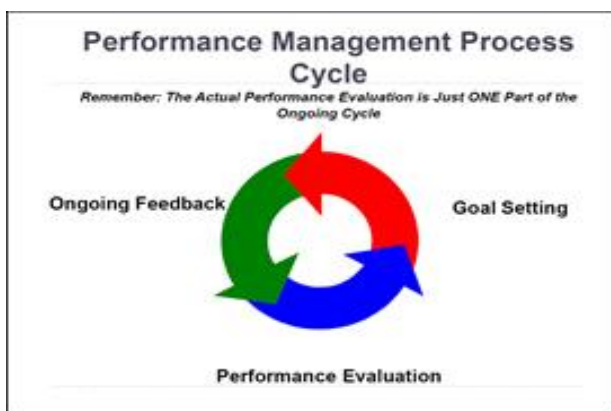 Performance Management Process
Cycle
Remember: The Actual Performance Evaluation is Just ONE Part of the
Ongoing Cycle
Ongoing Feedback
Goal Setting
Performance Evaluation